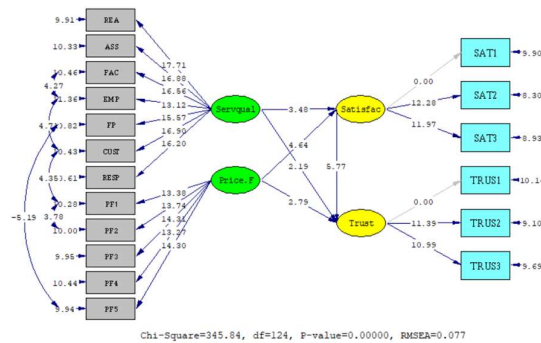 9.91 REA
10.33 ASS
10.46 FAC
4.27
11.36 EMP
4.71 10.82 FP
10.43 CUST
4.35 10.61 RESP
10.28 PF1
3.78
-5.19
10.00 PF2
9.95 PF3
10.44 PF4
9.94 PF5
17.71
16.88
16.56
13.12
15.57
16.90
16.20
13.38
13.74
14.31
13.27
14.30
Servqual
Price.F
3.48
4.64
2.19
5.77
2.79
Satisfac
Trust
0.00
12.28
11.97
0.00
11.39
10.99
SAT1 9.90
SAT2 8.30
SAT3 8.93
TRUS1 10.14
TRUS2 9.10
TRUS3 9.69
Chi-Square=345.84, df=124, P-value=0.00000, RMSEA=0.077